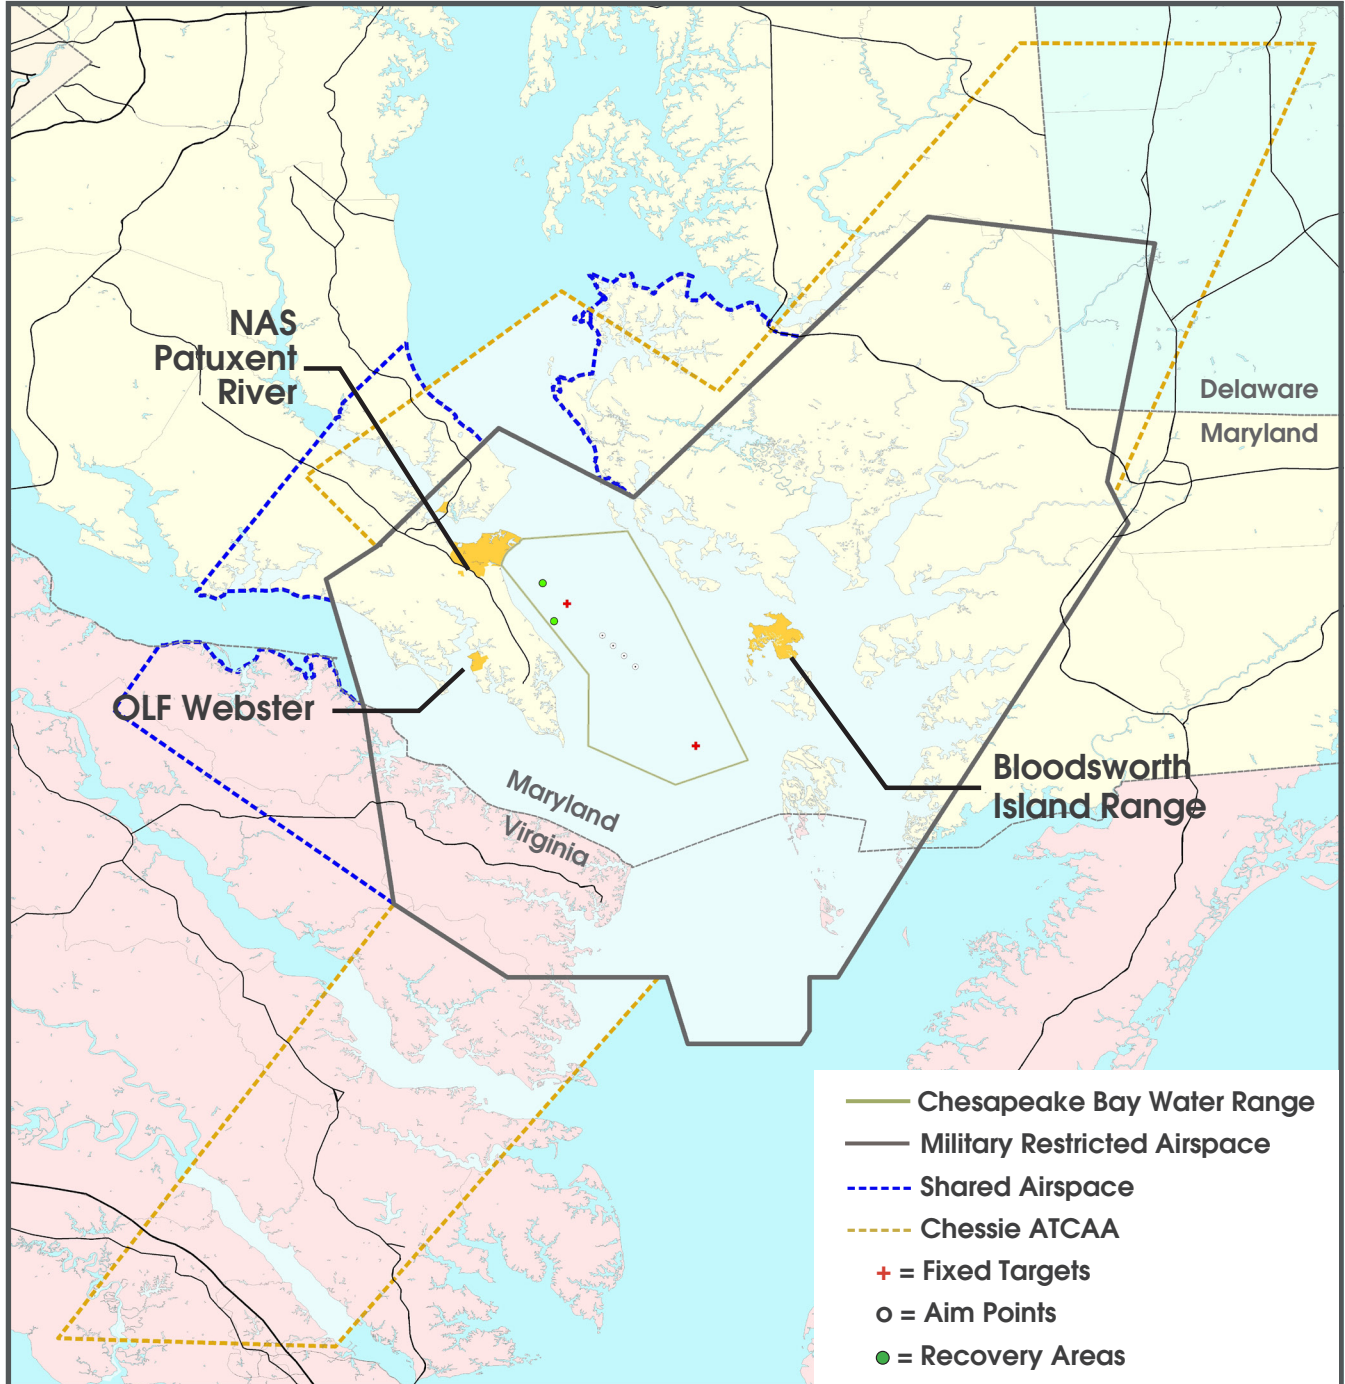 NAS
Patuxent
River
Delaware
Maryland
OLF Webster
Maryland
Virginia
Bloodsworth
Island Range
Chesapeake Bay Water Range
Military Restricted Airspace
Shared Airspace
Chessie ATCAA
+ = Fixed Targets
o = Aim Points
= Recovery Areas